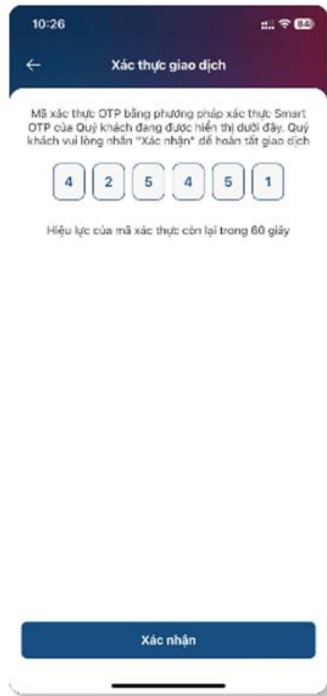 10:26
84
Xác thực giao dịch
Mã xác thực OTP bằng phương pháp xác thực Smart
OTP của Quý khách đang được hiển thị dưới đây. Quý
khách vui lòng nhấn "Xác nhận" để hoàn tất giao dịch
4 2 5 4 5 1
Hiệu lực của mã xác thực còn lại trong 60 giây
Xác nhận